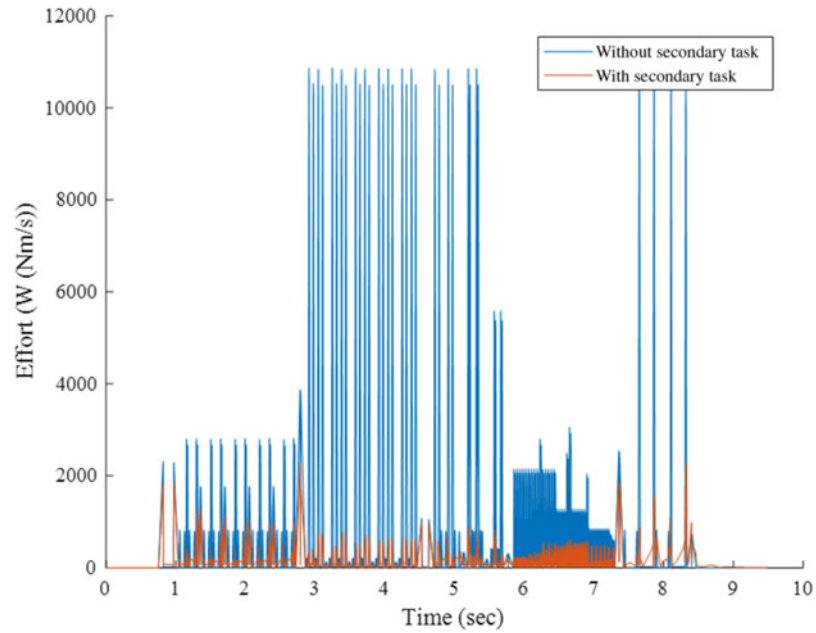 12000
10000
8000
6000
4000
2000
0
Effort (W (Nm/s))
Without secondary task
With secondary task
0 1 2 3 4 5 6 7 8 9 10
Time (sec)